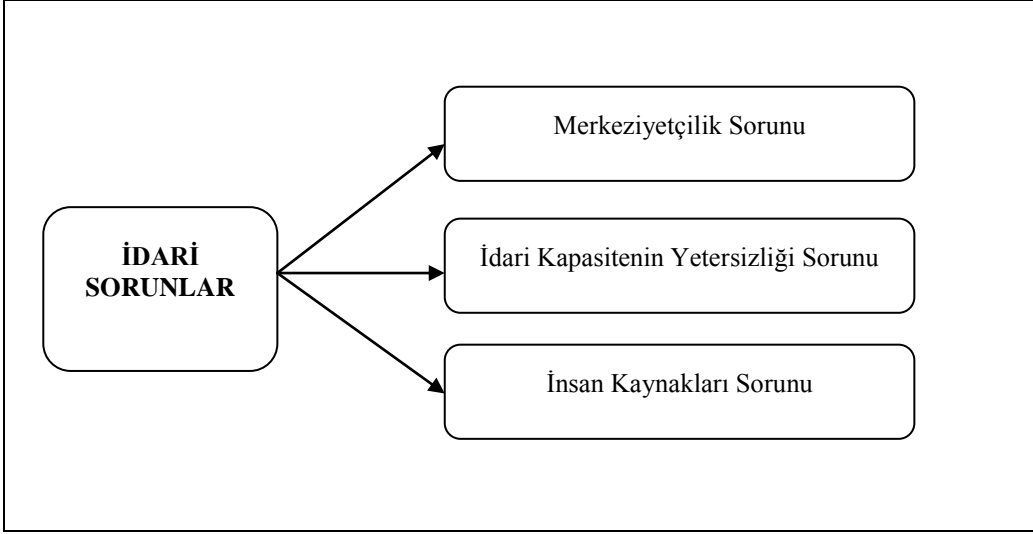 Merkeziyetçilik Sorunu
İDARİ
SORUNLAR
İdari Kapasitenin Yetersizliği Sorunu
İnsan Kaynakları Sorunu